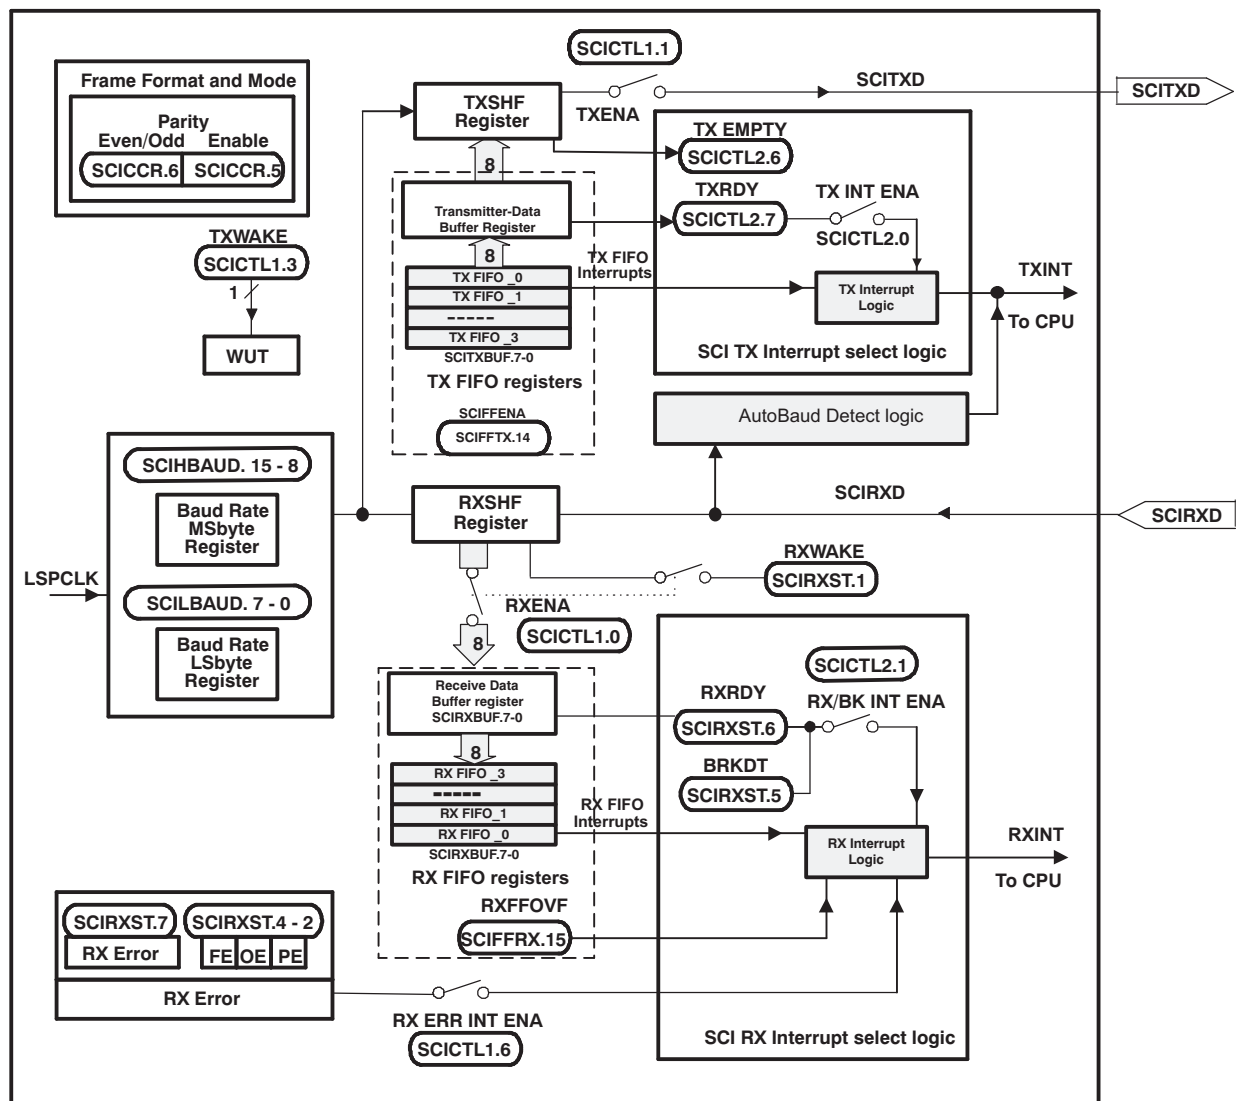 SCICTL1.1
Frame Format and Mode
Parity
Even/Odd Enable
SCICCR.6 SCICCR.5
TXSHF
Register
TXENA
SCITXD
SCITXD
8
TX EMPTY
SCICTL2.6
TXRDY
SCICTL2.7
TX INT ENA
SCICTL2.0
Transmitter-Data
Buffer Register
8
TX FIFO
Interrupts
TX FIFO _0
TX FIFO _1
-----
TX FIFO _3
SCITXBUF.7-0
TX FIFO registers
SCIFFENA
SCIFFTX.14
TX Interrupt
Logic
TXINT
To CPU
SCI TX Interrupt select logic
TXWAKE
SCICTL1.3
1
WUT
AutoBaud Detect logic
SCIHBAUD. 15 - 8
Baud Rate
MSbyte
Register
LSPCLK
SCILBAUD. 7 - 0
Baud Rate
LSbyte
Register
RXSHF
Register
SCIRXD
SCIRXD
RXWAKE
SCIRXST.1
RXENA
SCICTL1.0
8
SCICTL2.1
RX/BK INT ENA
RXRDY
SCIRXST.6
BRKDT
SCIRXST.5
Receive Data
Buffer register
SCIRXBUF.7-0
8
RX FIFO _3
-----
RX FIFO_1
RX FIFO _0
SCIRXBUF.7-0
RX FIFO registers
RX FIFO
Interrupts
RX Interrupt
Logic
RXINT
To CPU
RXFFOVF
SCIFFRX.15
SCIRXST.7 SCIRXST.4 - 2
RX Error FE OE PE
RX Error
RX ERR INT ENA
SCICTL1.6
SCI RX Interrupt select logic